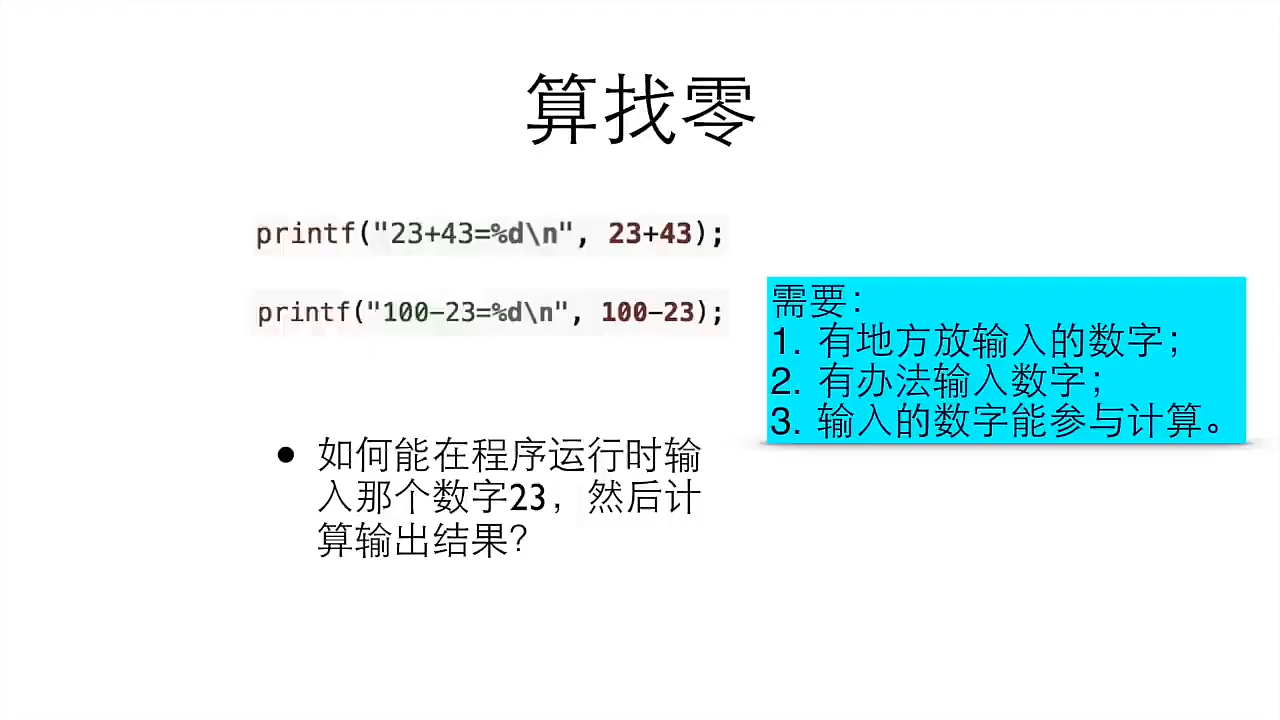 算找零
printf("23+43=%d\n", 23+43);
printf("100-23=%d\n", 100-23);
需要：
1. 有地方放输入的数字；
2. 有办法输入数字；
3. 输入的数字能参与计算。
• 如何能在程序运行时输
入那个数字23，然后计
算输出结果？